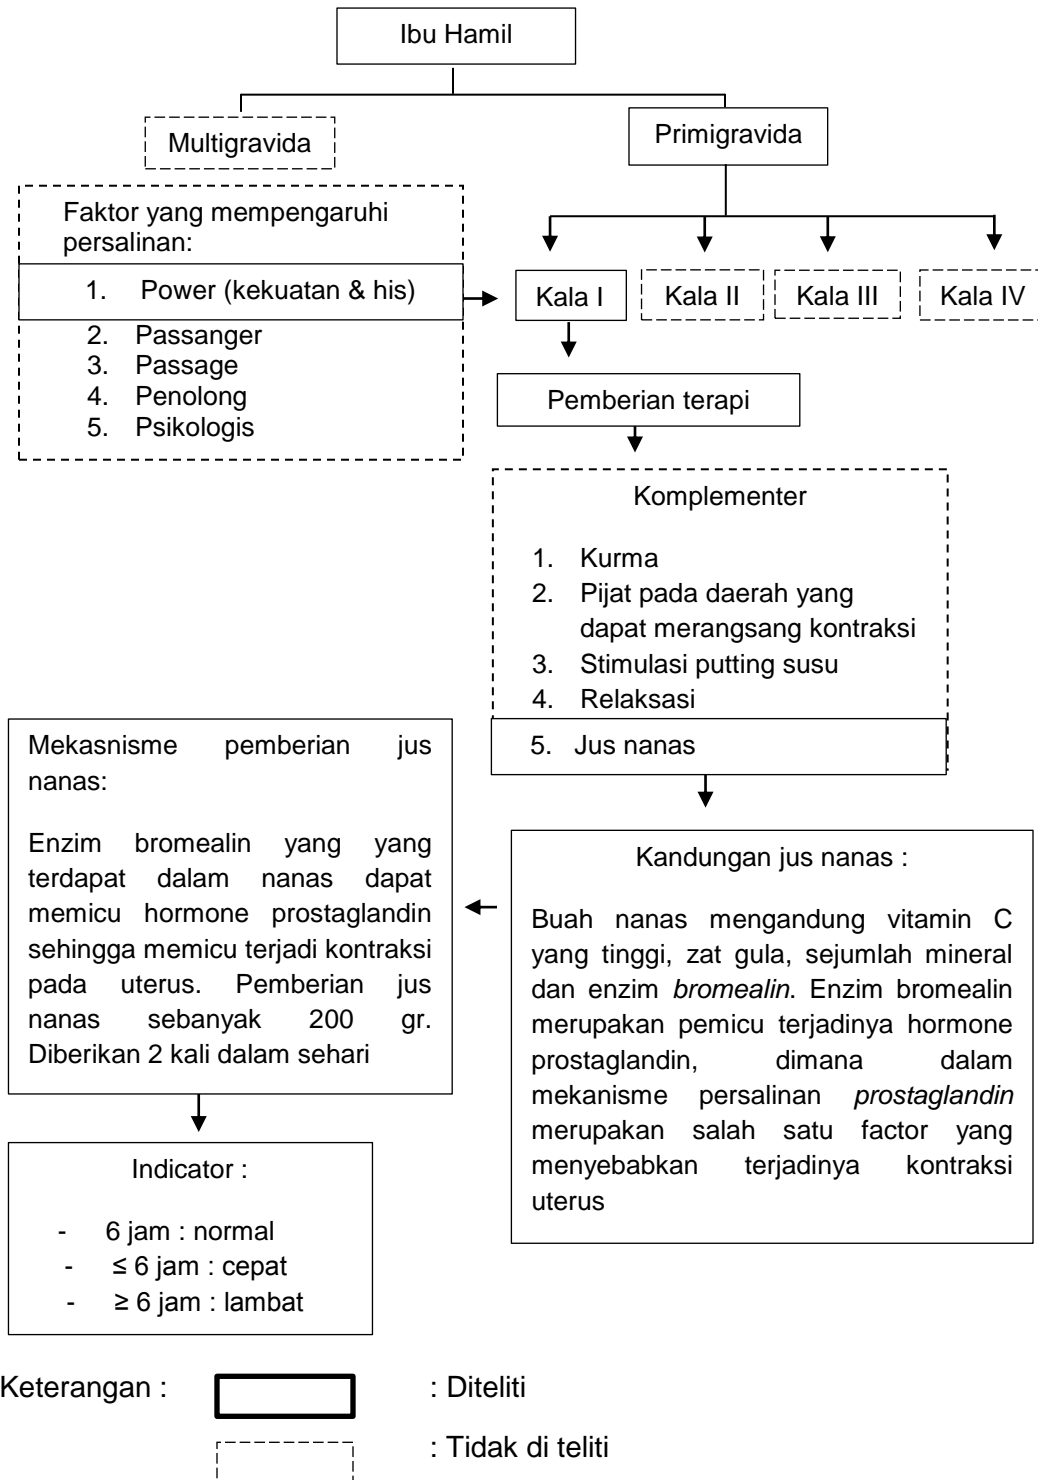 Ibu Hamil
Multigravida
Primigravida
Faktor yang mempengaruhi
persalinan:
1. Power (kekuatan & his)
2. Passanger
3. Passage
4. Penolong
5. Psikologis
Kala I
Kala II
Kala III
Kala IV
Pemberian terapi
Komplementer
1. Kurma
2. Pijat pada daerah yang
dapat merangsang kontraksi
3. Stimulasi putting susu
4. Relaksasi
5. Jus nanas
Mekasnisme pemberian jus
nanas:
Enzim bromealin yang yang
terdapat dalam nanas dapat
memicu hormone prostaglandin
sehingga memicu terjadi kontraksi
pada uterus. Pemberian jus
nanas sebanyak 200 gr.
Diberikan 2 kali dalam sehari
Kandungan jus nanas :
Buah nanas mengandung vitamin C
yang tinggi, zat gula, sejumlah mineral
dan enzim bromealin. Enzim bromealin
merupakan pemicu terjadinya hormone
prostaglandin, dimana dalam
mekanisme persalinan prostaglandin
merupakan salah satu factor yang
menyebabkan terjadinya kontraksi
uterus
Indicator :
- 6 jam : normal
- ≤ 6 jam : cepat
- ≥ 6 jam : lambat
Keterangan :
: Diteliti
: Tidak di teliti